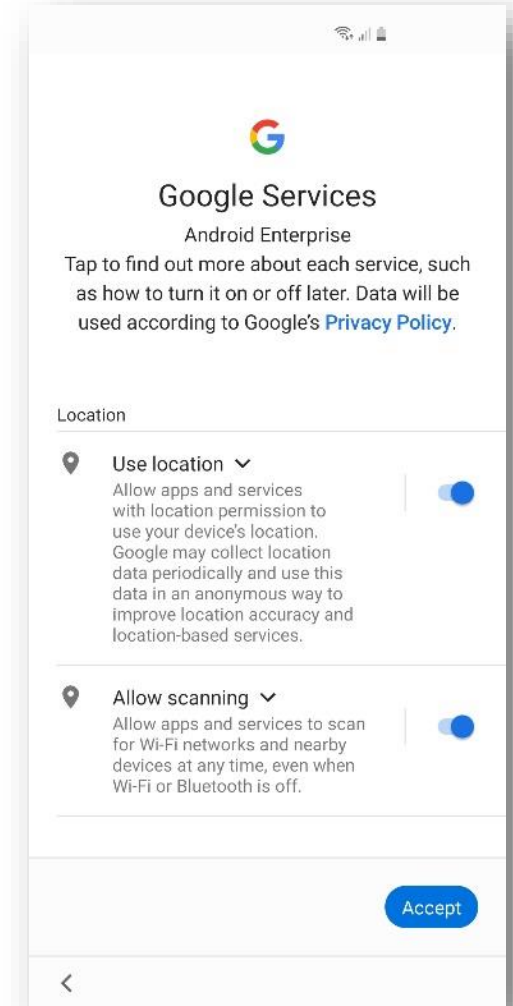 Google Services
Android Enterprise
Tap to find out more about each service, such
as how to turn it on or off later. Data will be
used according to Google's Privacy Policy.
Location
Use location
Allow apps and services
with location permission to
use your device's location.
Google may collect location
data periodically and use this
data in an anonymous way to
improve location accuracy and
location-based services.
Allow scanning
Allow apps and services to scan
for Wi-Fi networks and nearby
devices at any time, even when
Wi-Fi or Bluetooth is off.
Accept